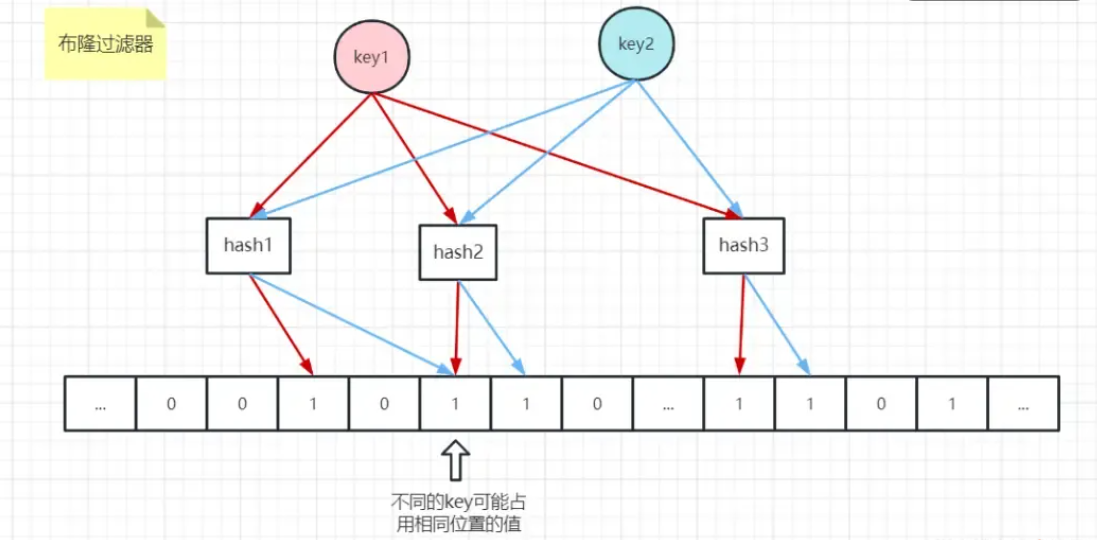 布隆过滤器
key1
key2
hash1
hash2
hash3
... 0 0 1 0 1 1 0 ... 1 1 0 1 ...
不同的key可能占
用相同位置的值